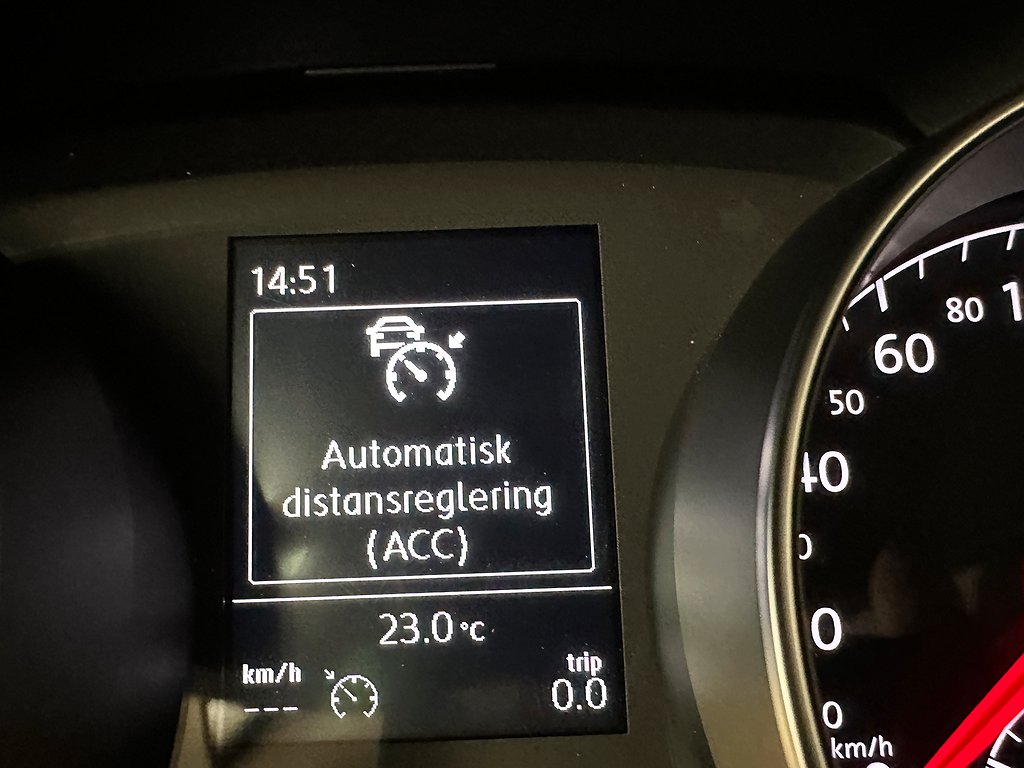 14:51
Automatisk
distansreglering
(ACC)
23.0 °C
km/h
---
trip
0.0
80
60
50
40
0
km/h